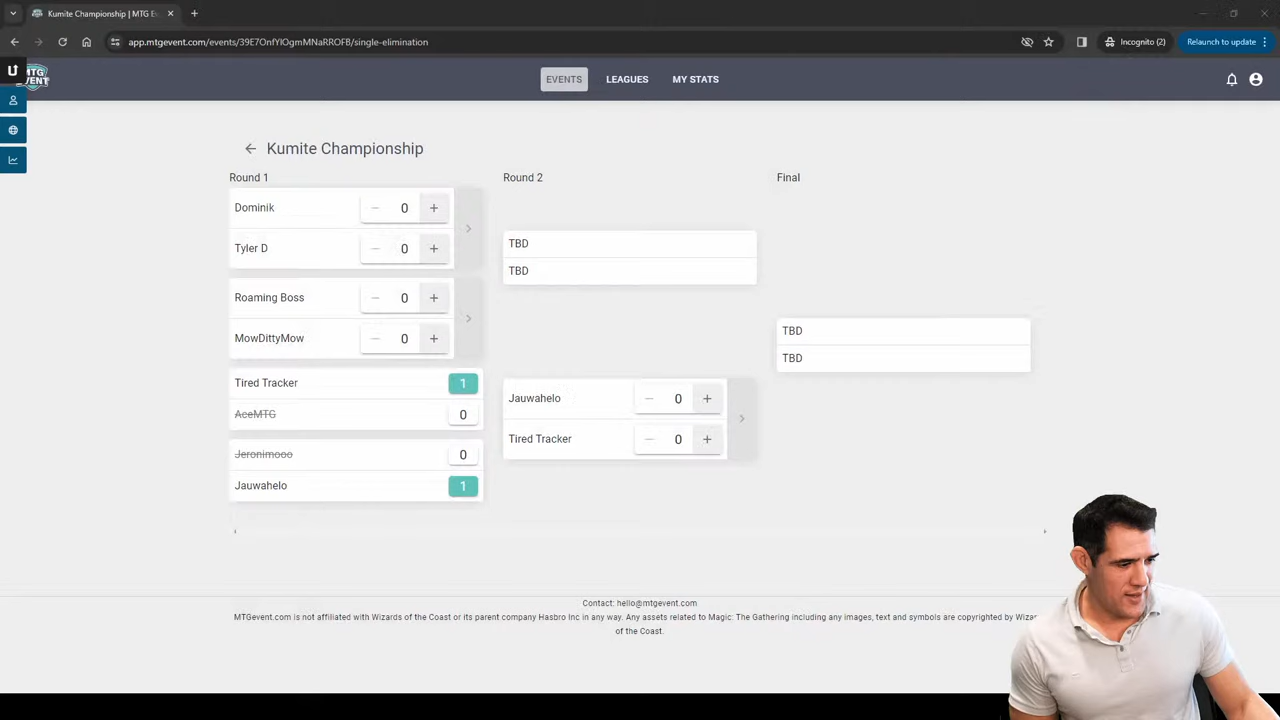 Kumite Championship | MTG E
app.mtgevent.com/events/39E7OnfYlOgmMNaRROFB/single-elimination
Incognito (2)
Relaunch to update
MTG
EVENT
EVENTS
LEAGUES
MY STATS
Kumite Championship
Round 1
Round 2
Final
Dominik
0
Tyler D
0
Roaming Boss
0
MowDittyMow
0
Tired Tracker
1
AceMTG
0
Jeronimooo
0
Jauwahelo
1
TBD
TBD
Jauwahelo
0
Tired Tracker
0
TBD
TBD
Contact: hello@mtgevent.com
MTGevent.com is not affiliated with Wizards of the Coast or its parent company Hasbro Inc in any way. Any assets related to Magic: The Gathering including any images, text and symbols are copyrighted by
of the Coast.